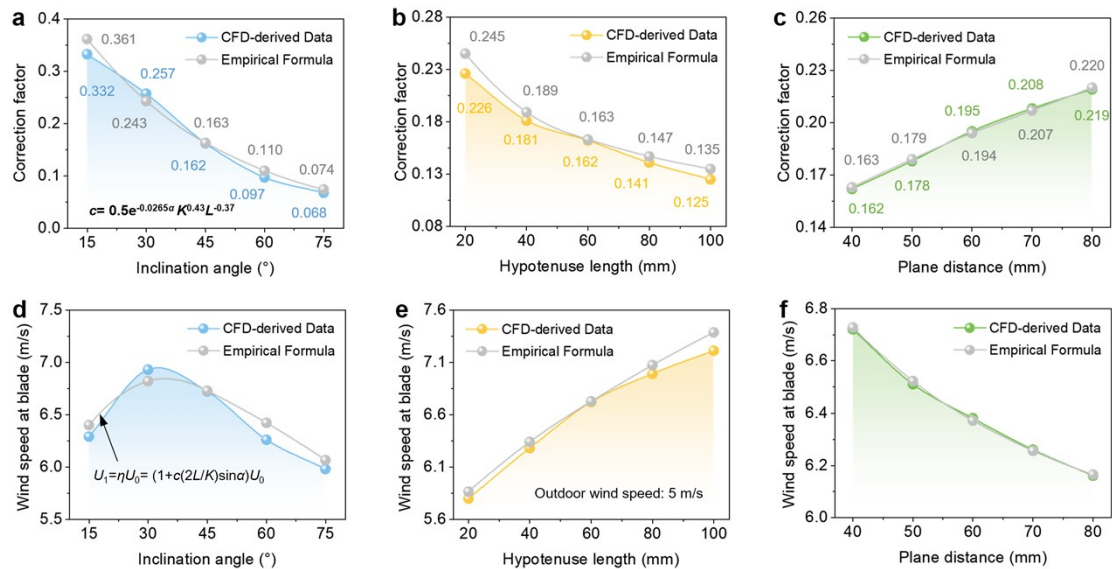 a
CFD-derived Data
Empirical Formula
Correction factor
0.4
0.3
0.2
0.1
0.0
0.361
0.332
0.257
0.243
0.163
0.162
0.110
0.097
0.074
0.068
c= 0.5e^-0.0265α K^0.43 L^-0.37
15 30 45 60 75
Inclination angle (°)
b
CFD-derived Data
Empirical Formula
Correction factor
0.28
0.23
0.18
0.13
0.08
0.245
0.226
0.189
0.181
0.163
0.162
0.147
0.141
0.135
0.125
20 40 60 80 100
Hypotenuse length (mm)
c
CFD-derived Data
Empirical Formula
Correction factor
0.26
0.22
0.17
0.14
0.163
0.162
0.179
0.178
0.195
0.194
0.208
0.207
0.220
0.219
40 50 60 70 80
Plane distance (mm)
d
CFD-derived Data
Empirical Formula
Wind speed at blade (m/s)
7.5
7.0
6.5
6.0
5.5
U₁=ηU₀= (1+c(2L/K)sinα)U₀
15 30 45 60 75
Inclination angle (°)
e
CFD-derived Data
Empirical Formula
Wind speed at blade (m/s)
7.6
7.1
6.6
6.1
5.6
Outdoor wind speed: 5 m/s
20 40 60 80 100
Hypotenuse length (mm)
f
CFD-derived Data
Empirical Formula
Wind speed at blade (m/s)
6.8
6.6
6.4
6.2
6.0
40 50 60 70 80
Plane distance (mm)